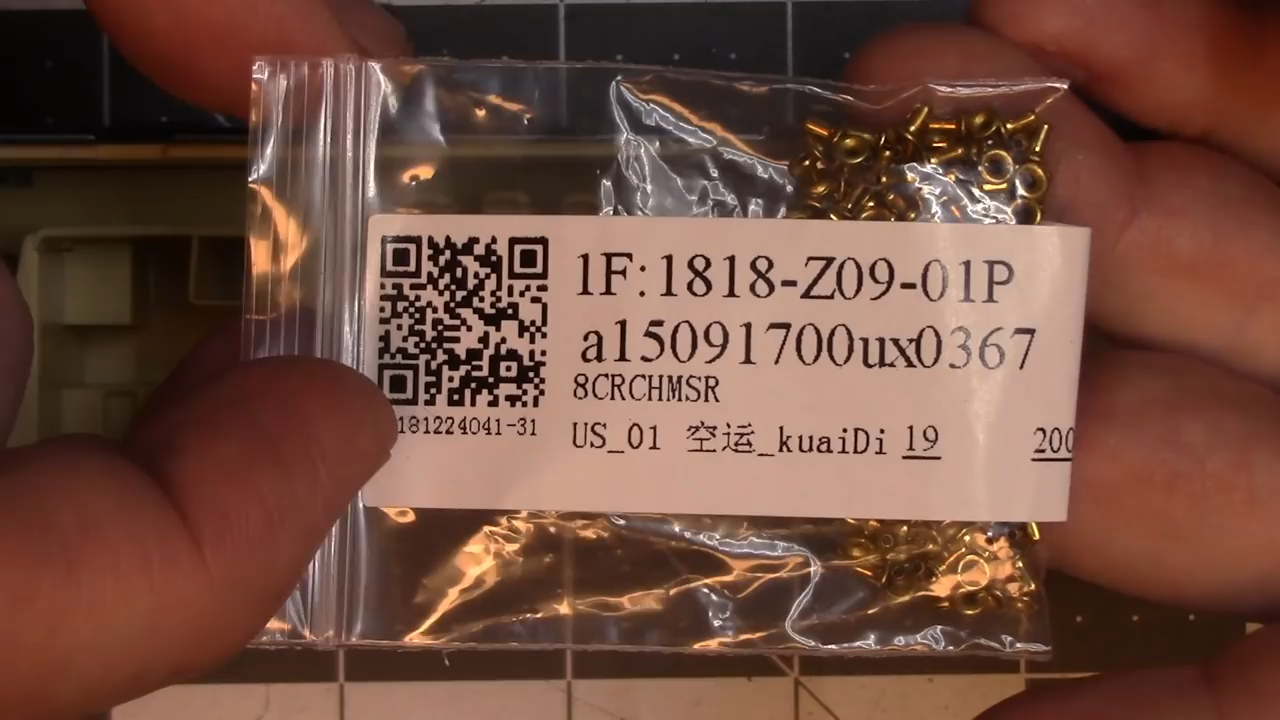 1F:1818-Z09-01P
a15091700ux0367
8CRCHMSR
181224041-31
US_01 空运_kuaiDi 19 200